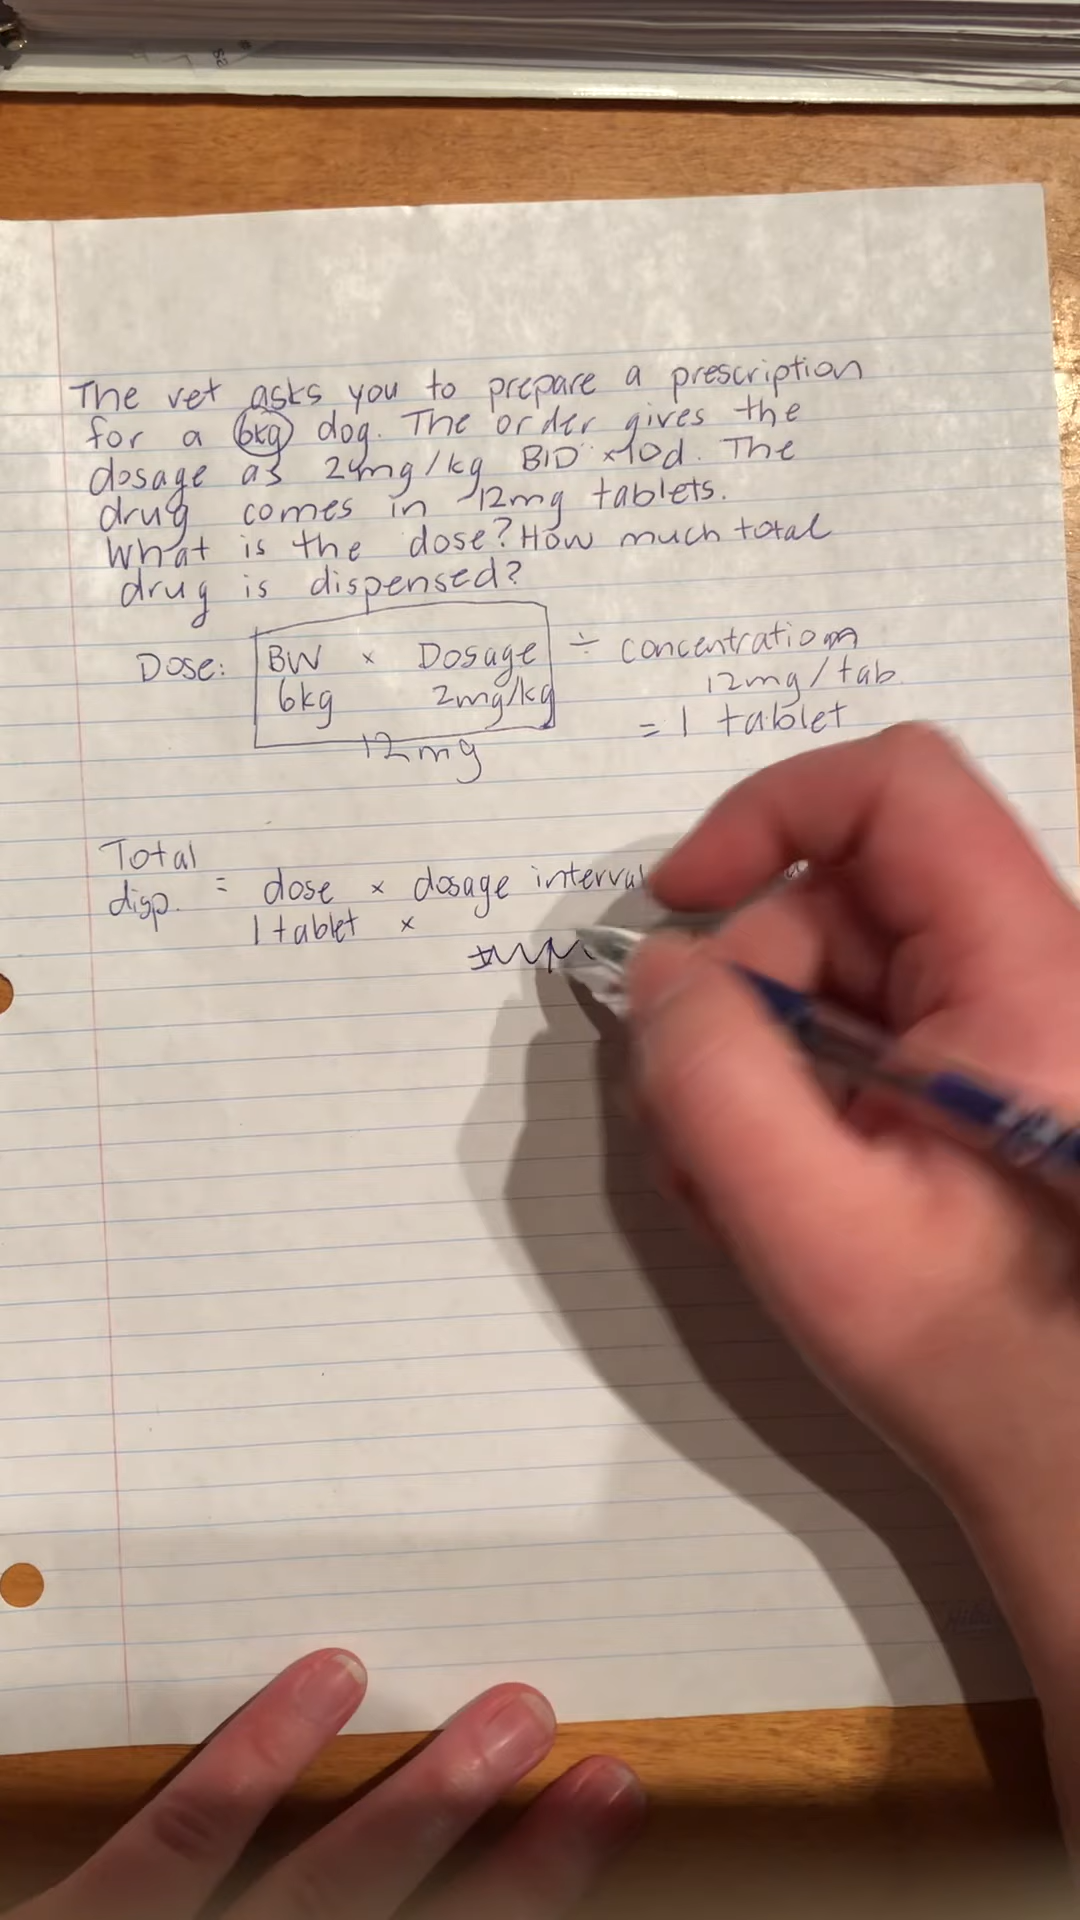 The vet asks you to prepare a prescription
for a 6kg dog. The order gives the
dosage as 2mg/kg BID x10d. The
drug comes in 12mg tablets.
What is the dose? How much total
drug is dispensed?
Dose: BW x Dosage ÷ concentration
6kg 2mg/kg 12mg/tab
12mg = 1 tablet
Total
disp. = dose x dosage interval
1 tablet x